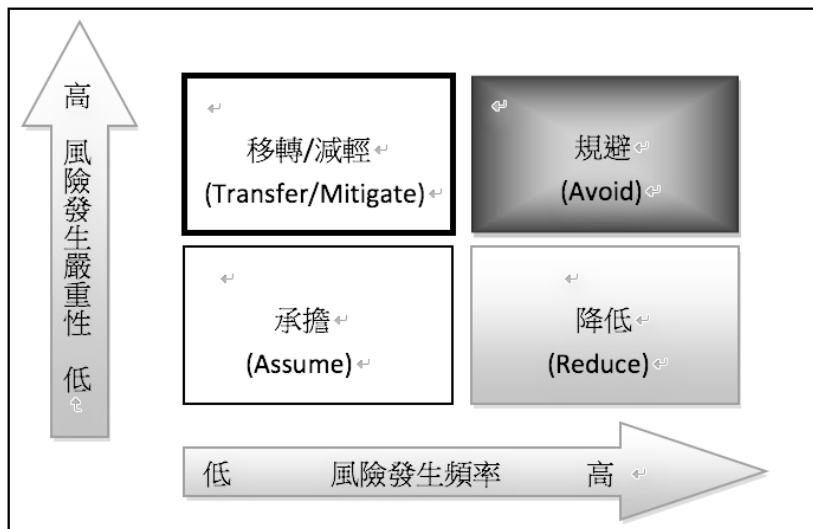 高 風險發生嚴重性 低
移轉/減輕
(Transfer/Mitigate)
規避
(Avoid)
承擔
(Assume)
降低
(Reduce)
低 風險發生頻率 高